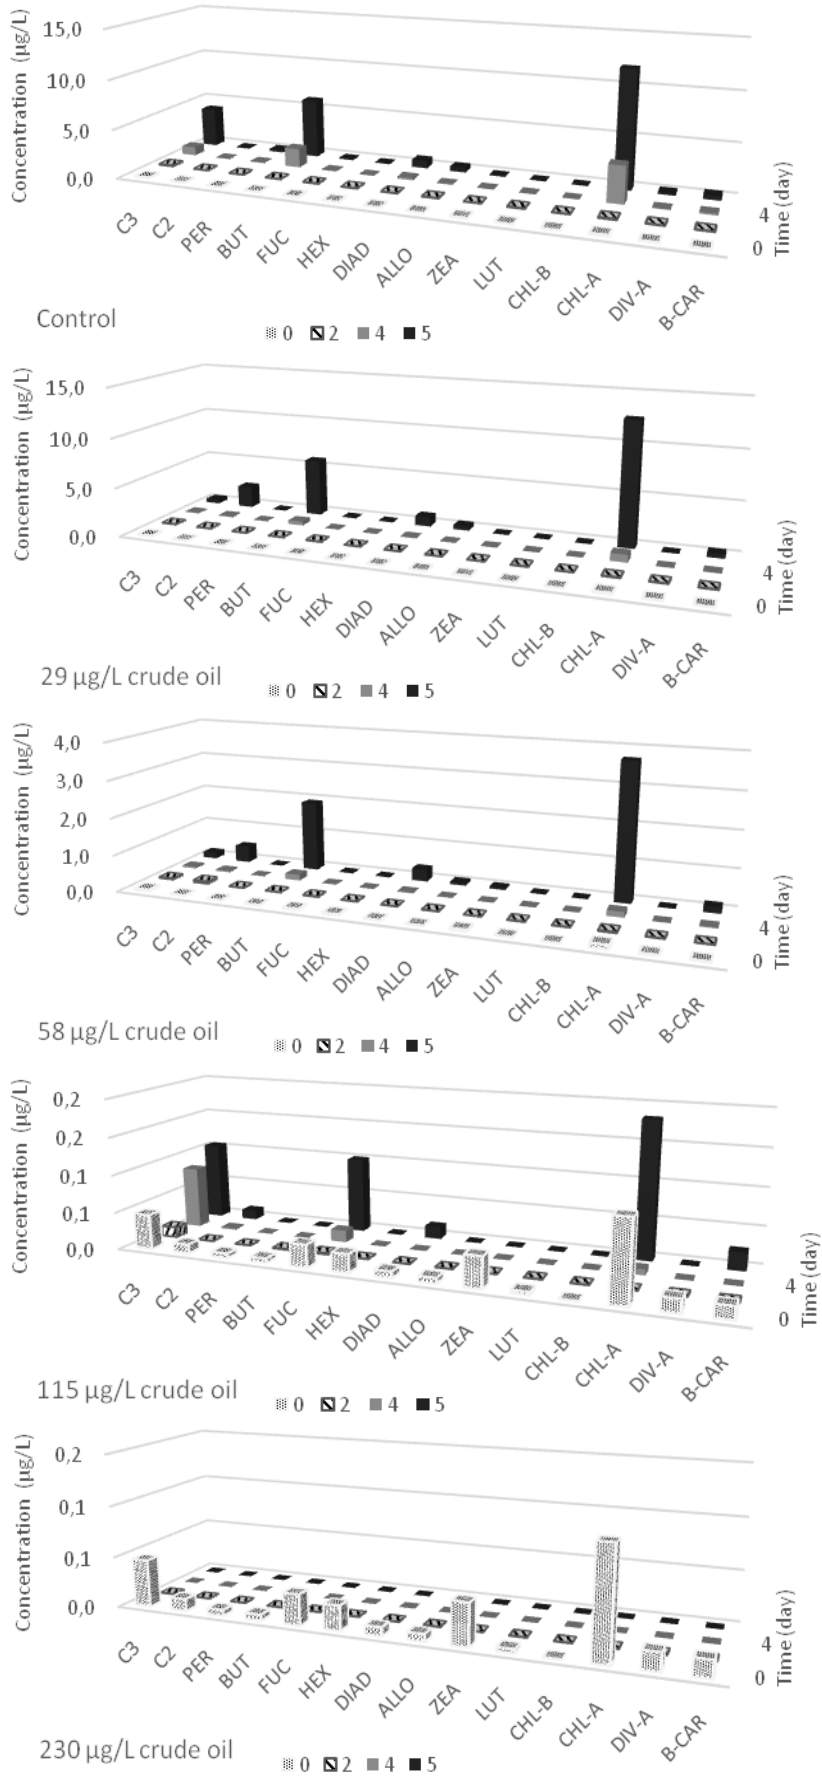 Concentration (µg/L)
15,0
10,0
5,0
0,0
C3 C2 PER BUT FUC HEX DIAD ALLO ZEA LUT CHL-B CHL-A DIV-A B-CAR
4
0
Time (day)
Control
0 2 4 5
Concentration (µg/L)
15,0
10,0
5,0
0,0
C3 C2 PER BUT FUC HEX DIAD ALLO ZEA LUT CHL-B CHL-A DIV-A B-CAR
4
0
Time (day)
29 µg/L crude oil
0 2 4 5
Concentration (µg/L)
4,0
3,0
2,0
1,0
0,0
C3 C2 PER BUT FUC HEX DIAD ALLO ZEA LUT CHL-B CHL-A DIV-A B-CAR
4
0
Time (day)
58 µg/L crude oil
0 2 4 5
Concentration (µg/L)
0,2
0,2
0,1
0,1
0,0
C3 C2 PER BUT FUC HEX DIAD ALLO ZEA LUT CHL-B CHL-A DIV-A B-CAR
4
0
Time (day)
115 µg/L crude oil
0 2 4 5
Concentration (µg/L)
0,2
0,1
0,1
0,0
C3 C2 PER BUT FUC HEX DIAD ALLO ZEA LUT CHL-B CHL-A DIV-A B-CAR
4
0
Time (day)
230 µg/L crude oil
0 2 4 5